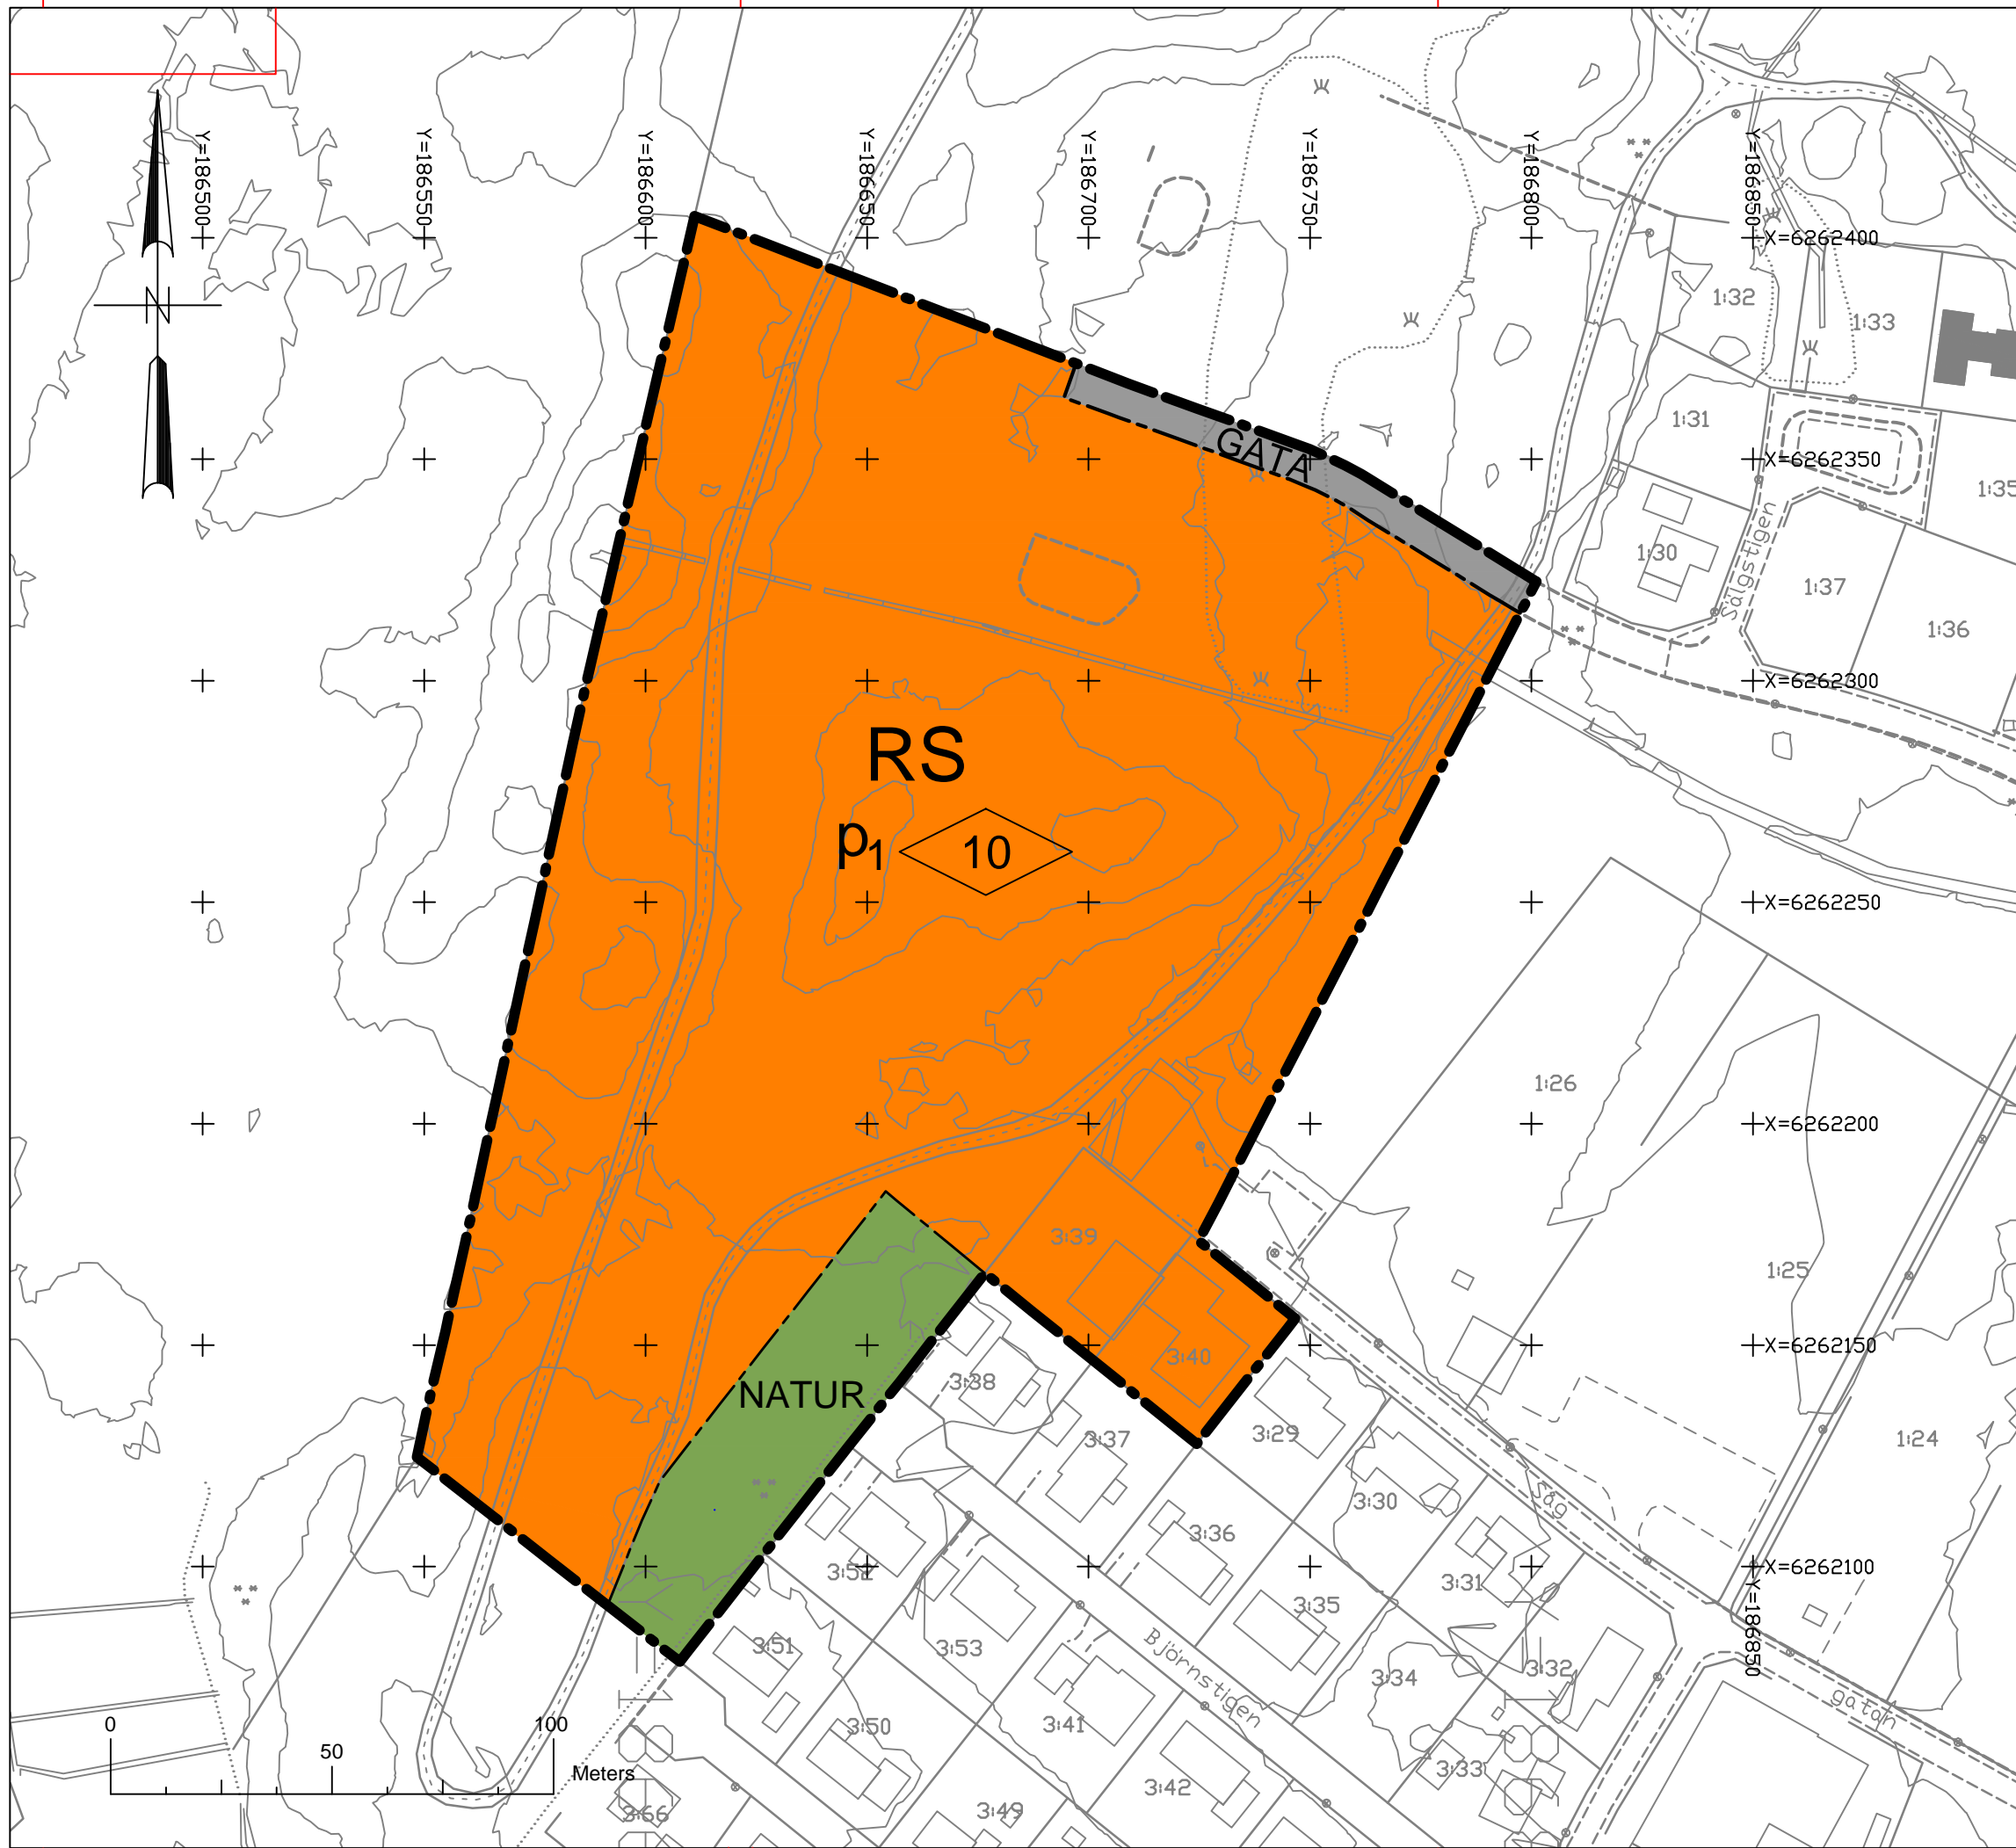 Y=186500
Y=186550
Y=186600
Y=186650
Y=186700
Y=186750
Y=186800
Y=186850
X=6262400
N
1:32
1:33
1:31
GATA
X=6262350
1:35
1:30
Sälgstigen
1:37
1:36
X=6262300
RS
p1
10
X=6262250
1:26
X=6262200
3:39
1:25
3:40
X=6262150
NATUR
3:38
3:37
3:29
1:24
3:30
Säg
3:36
3:52
3:31
X=6262100
Y=186850
3:35
3:51
3:53
Björnstigen
3:34
3:32
gatan
0
50
100
Meters
3:50
3:41
3:33
3:42
3:49
3:66